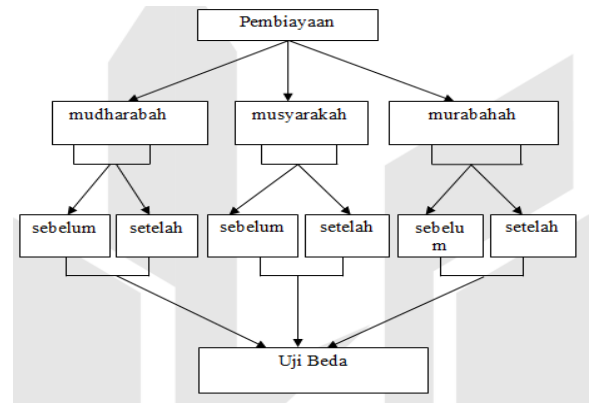 Pembiayaan
mudharabah
musyarakah
murabahah
sebelum
setelah
sebelum
setelah
sebelu
m
setelah
Uji Beda